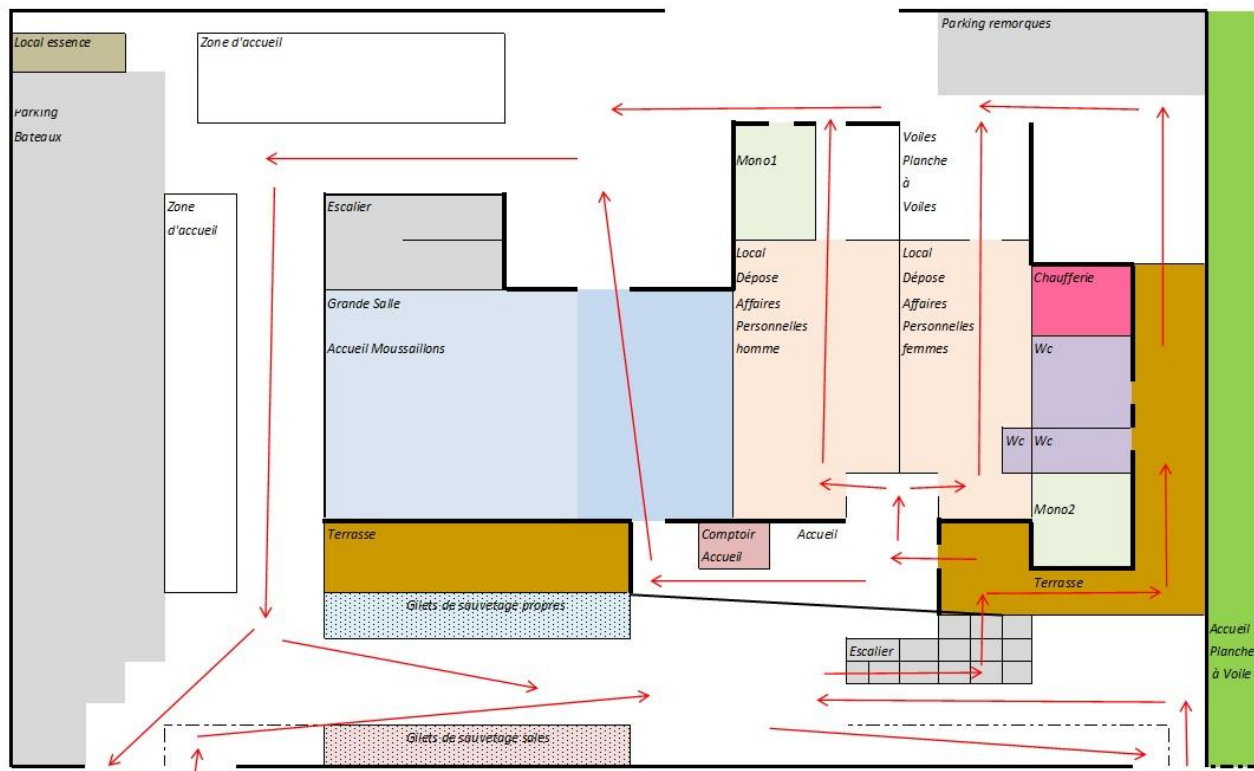 Parking remorques
Local essence
Zone d'accueil
Parking
Bateaux
Mono1
Voiles
Planche
à
Voiles
Zone
d'accueil
Escalier
Local
Dépose
Affaires
Personnelles
homme
Local
Dépose
Affaires
Personnelles
femmes
Chaufferie
Grande Salle
Accueil Moussaillons
Wc
Wc
Wc
Mono2
Terrasse
Comptoir
Accueil
Accueil
Terrasse
Gilets de sauvetage propres
Escalier
Accueil
Planche
à Voile
Gilets de sauvetage sales